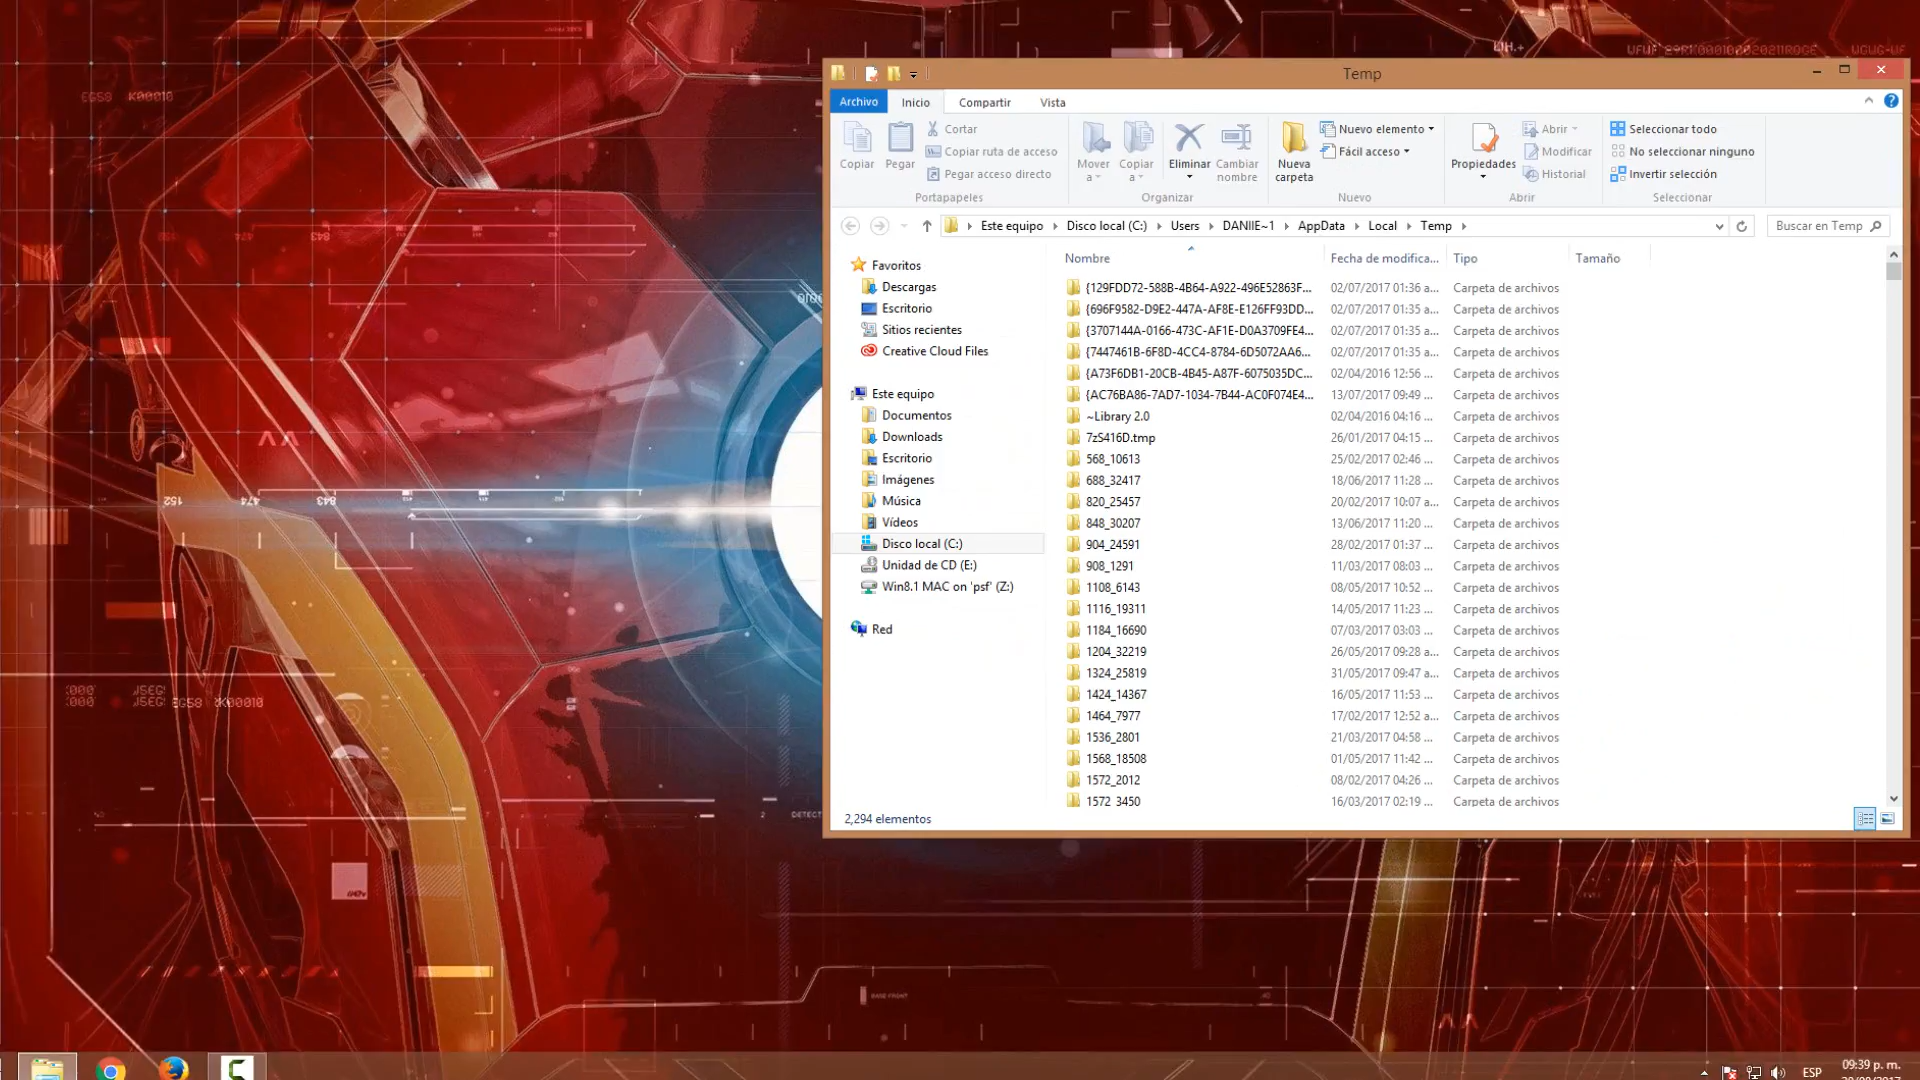 Temp
Archivo Inicio Compartir Vista
Copiar
Pegar
Cortar
Copiar ruta de acceso
Pegar acceso directo
Portapapeles
Mover a
Copiar a
Eliminar
Cambiar nombre
Organizar
Nueva carpeta
Nuevo elemento
Fácil acceso
Nuevo
Propiedades
Abrir
Modificar
Historial
Abrir
Seleccionar todo
No seleccionar ninguno
Invertir selección
Seleccionar
Este equipo Disco local (C:) Users DANIIE~1 AppData Local Temp
Buscar en Temp
Favoritos
Descargas
Escritorio
Sitios recientes
Creative Cloud Files
Este equipo
Documentos
Downloads
Escritorio
Imágenes
Música
Vídeos
Disco local (C:)
Unidad de CD (E:)
Win8.1 MAC on 'psf' (Z:)
Red
Nombre Fecha de modifica... Tipo Tamaño
{129FDD72-588B-4B64-A922-496E52863F... 02/07/2017 01:36 a... Carpeta de archivos
{696F9582-D9E2-447A-AF8E-E126FF93DD... 02/07/2017 01:35 a... Carpeta de archivos
{3707144A-0166-473C-AF1E-D0A3709FE4... 02/07/2017 01:35 a... Carpeta de archivos
{7447461B-6F8D-4CC4-8784-6D5072AA6... 02/07/2017 01:35 a... Carpeta de archivos
{A73F6DB1-20CB-4B45-A87F-6075035DC... 02/04/2016 12:56 ... Carpeta de archivos
{AC76BA86-7AD7-1034-7B44-AC0F074E4... 13/07/2017 09:49 ... Carpeta de archivos
~Library 2.0 02/04/2016 04:16 ... Carpeta de archivos
7zS416D.tmp 26/01/2017 04:15 ... Carpeta de archivos
568_10613 25/02/2017 02:46 ... Carpeta de archivos
688_32417 18/06/2017 11:28 ... Carpeta de archivos
820_25457 20/02/2017 10:07 a... Carpeta de archivos
848_30207 13/06/2017 11:20 ... Carpeta de archivos
904_24591 28/02/2017 01:37 ... Carpeta de archivos
908_1291 11/03/2017 08:03 ... Carpeta de archivos
1108_6143 08/05/2017 10:52 ... Carpeta de archivos
1116_19311 14/05/2017 11:23 ... Carpeta de archivos
1184_16690 07/03/2017 03:03 ... Carpeta de archivos
1204_32219 26/05/2017 09:28 a... Carpeta de archivos
1324_25819 31/05/2017 09:47 a... Carpeta de archivos
1424_14367 16/05/2017 11:53 ... Carpeta de archivos
1464_7977 17/02/2017 12:52 a... Carpeta de archivos
1536_2801 21/03/2017 04:58 ... Carpeta de archivos
1568_18508 01/05/2017 11:42 ... Carpeta de archivos
1572_2012 08/02/2017 04:26 ... Carpeta de archivos
1572_3450 16/03/2017 02:19 ... Carpeta de archivos
2,294 elementos
EG58 K00010
152 474 843
EG58 K00010
BASE FRONT
ESP
09:39 p. m.